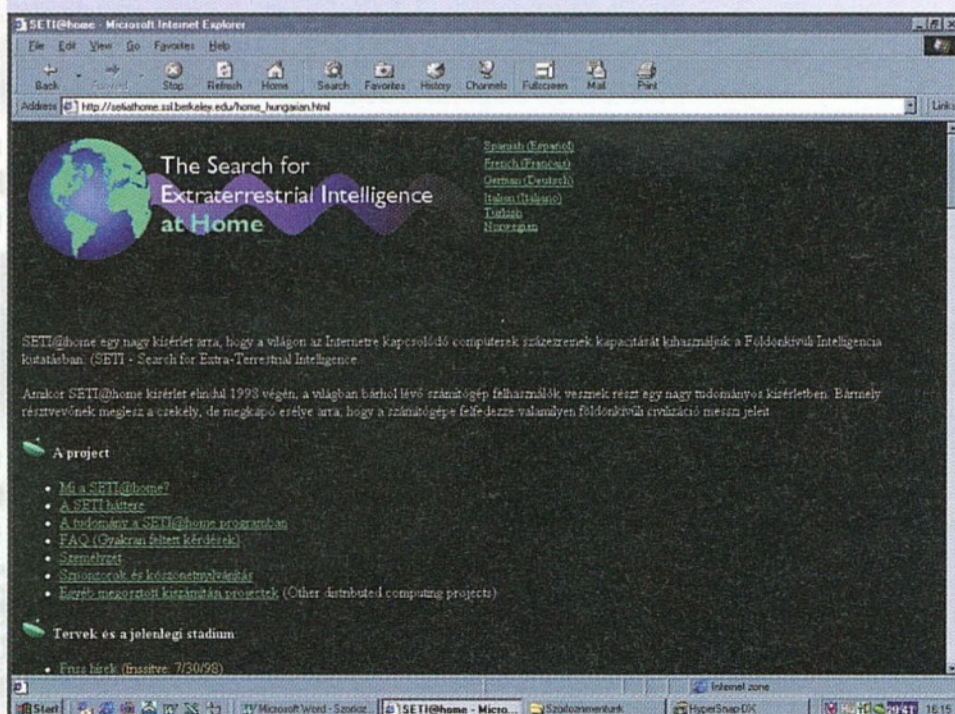 SETI@home - Microsoft Internet Explorer
File Edit View Go Favorites Help
Back Forward Stop Refresh Home Search Favorites History Channels Fullscreen Mail Print
Address http://setiathome.ssl.berkeley.edu/home_hungarian.html Links
The Search for
Extraterrestrial Intelligence
at Home
Spanish (Español)
French (Francais)
German (Deutsch)
Italian (Italiano)
Turkish
Norwegian
SETI@home egy nagy kísérlet arra, hogy a világon az Internetre kapcsolódó computerek százezreinek kapacitását kihasználjuk a Földönkívüli Intelligencia
kutatásban. (SETI - Search for Extra-Terrestrial Intelligence
Amikor SETI@home kisérlet elindul 1998 végén, a világban bárhol lévő számítógép felhasználók vesznek részt egy nagy tudományos kisérletben. Bármely
résztvevőnek meglesz a csekély, de megkapó esélye arra, hogy a számítógépe felfedezze valamilyen földönkívüli civilizáció messzi jeleit
A project
Mi a SETI@home?
A SETI háttere
A tudomány a SETI@home programban
FAQ (Gyakran feltett kérdések)
Személyzet
Szponzorok és köszönetnyilvánítás
Egyéb megosztott kiszámítán projectek (Other distributed computing projects)
Tervek és a jelenlegi stádium
Friss hírek (frissitve: 7/30/98)
Internet zone
Start Microsoft Word - Szodoz... SETI@home - Micro... HyperSnap-DX 16:15